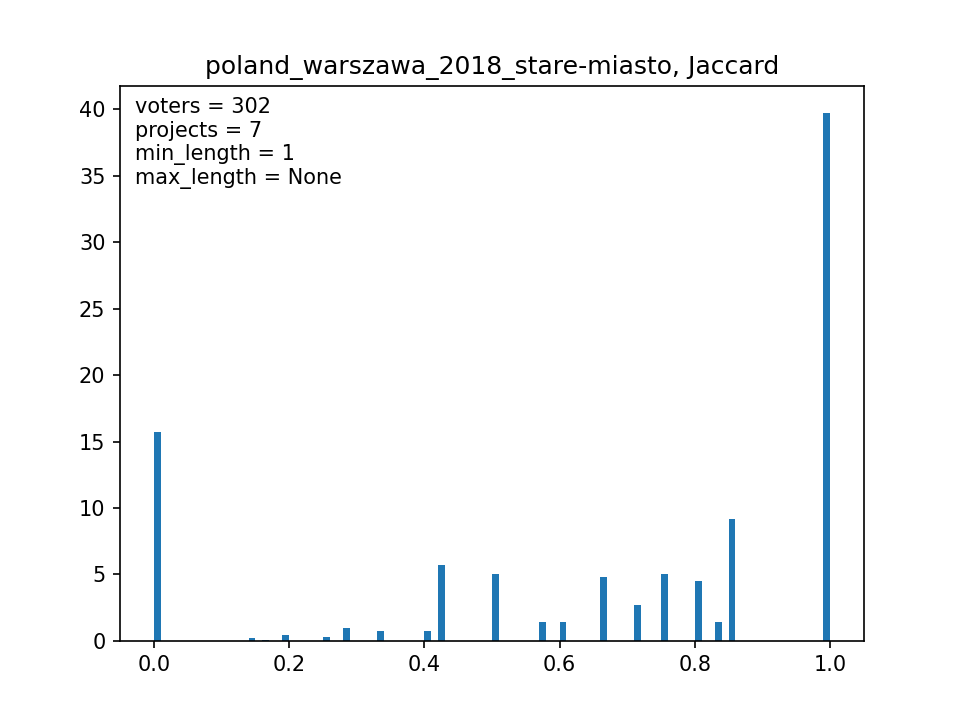 poland_warszawa_2018_stare-miasto, Jaccard
voters = 302
projects = 7
min_length = 1
max_length = None
40
35
30
25
20
15
10
5
0
0.0 0.2 0.4 0.6 0.8 1.0